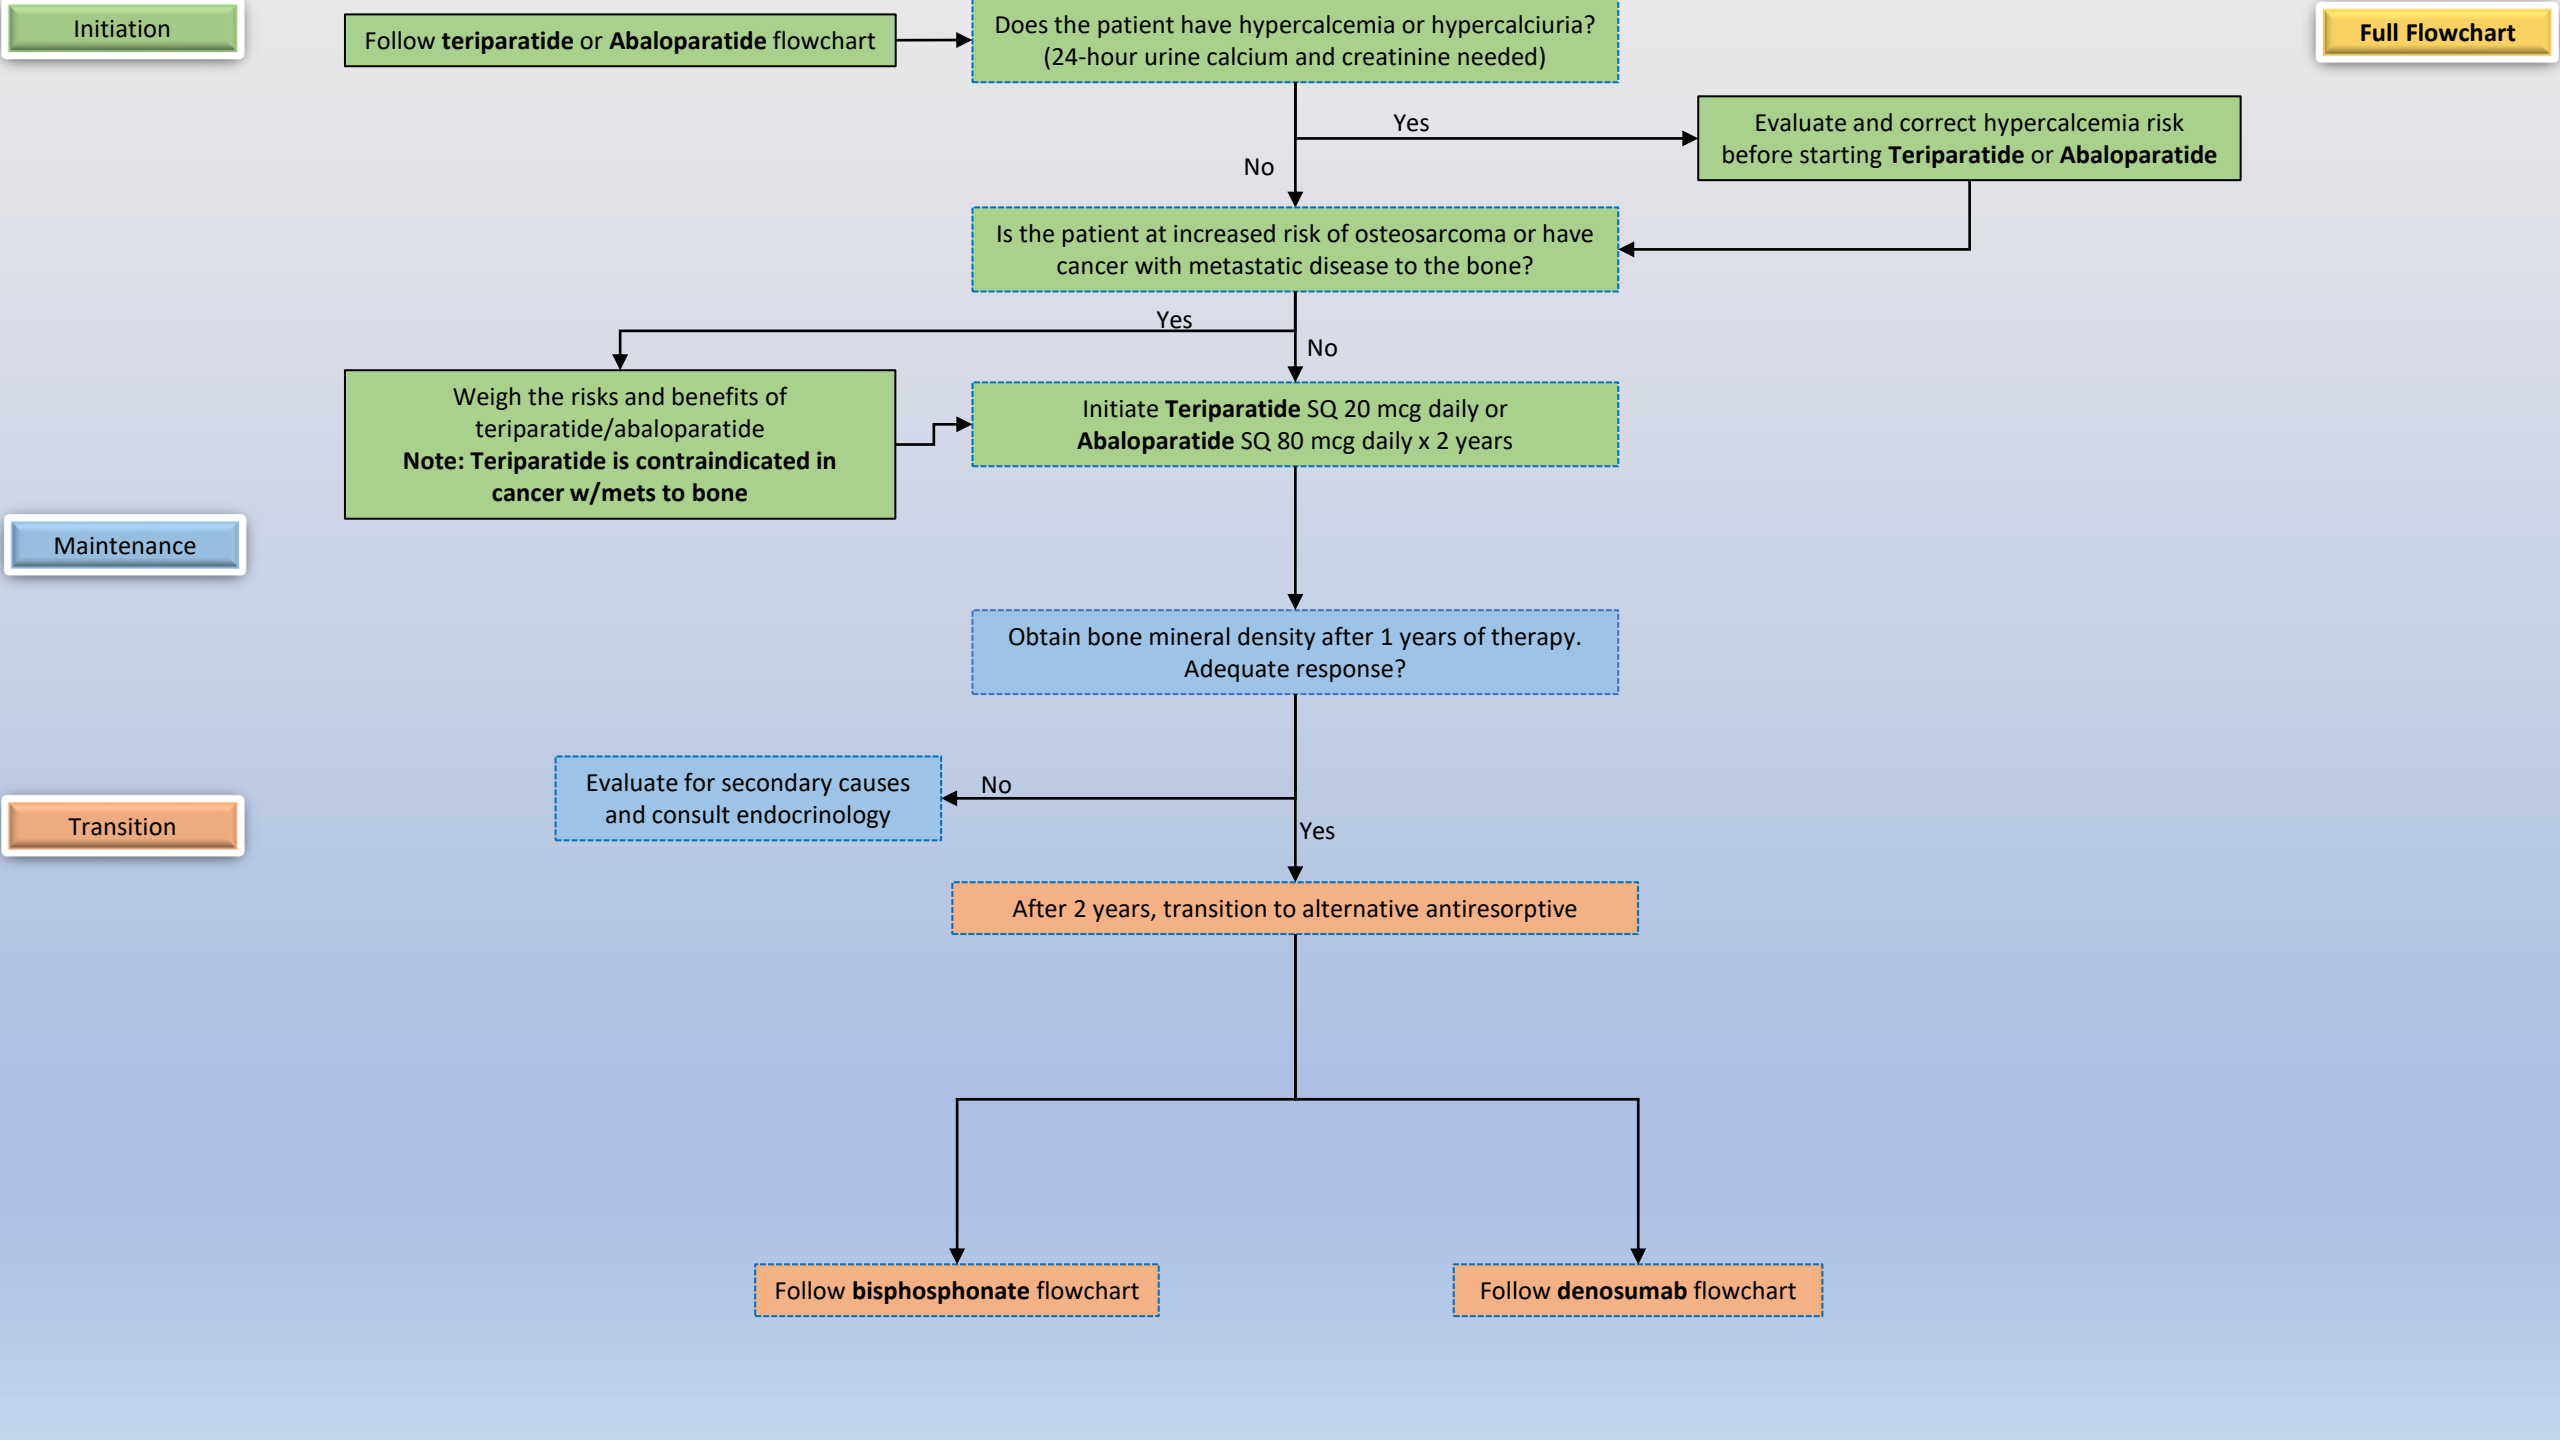 Initiation
Follow teriparatide or Abaloparatide flowchart
Does the patient have hypercalcemia or hypercalciuria?
(24-hour urine calcium and creatinine needed)
Full Flowchart
Yes
No
Evaluate and correct hypercalcemia risk
before starting Teriparatide or Abaloparatide
Is the patient at increased risk of osteosarcoma or have
cancer with metastatic disease to the bone?
Yes
No
Weigh the risks and benefits of
teriparatide/abaloparatide
Note: Teriparatide is contraindicated in
cancer w/mets to bone
Initiate Teriparatide SQ 20 mcg daily or
Abaloparatide SQ 80 mcg daily x 2 years
Maintenance
Obtain bone mineral density after 1 years of therapy.
Adequate response?
Evaluate for secondary causes
and consult endocrinology
No
Yes
Transition
After 2 years, transition to alternative antiresorptive
Follow bisphosphonate flowchart
Follow denosumab flowchart